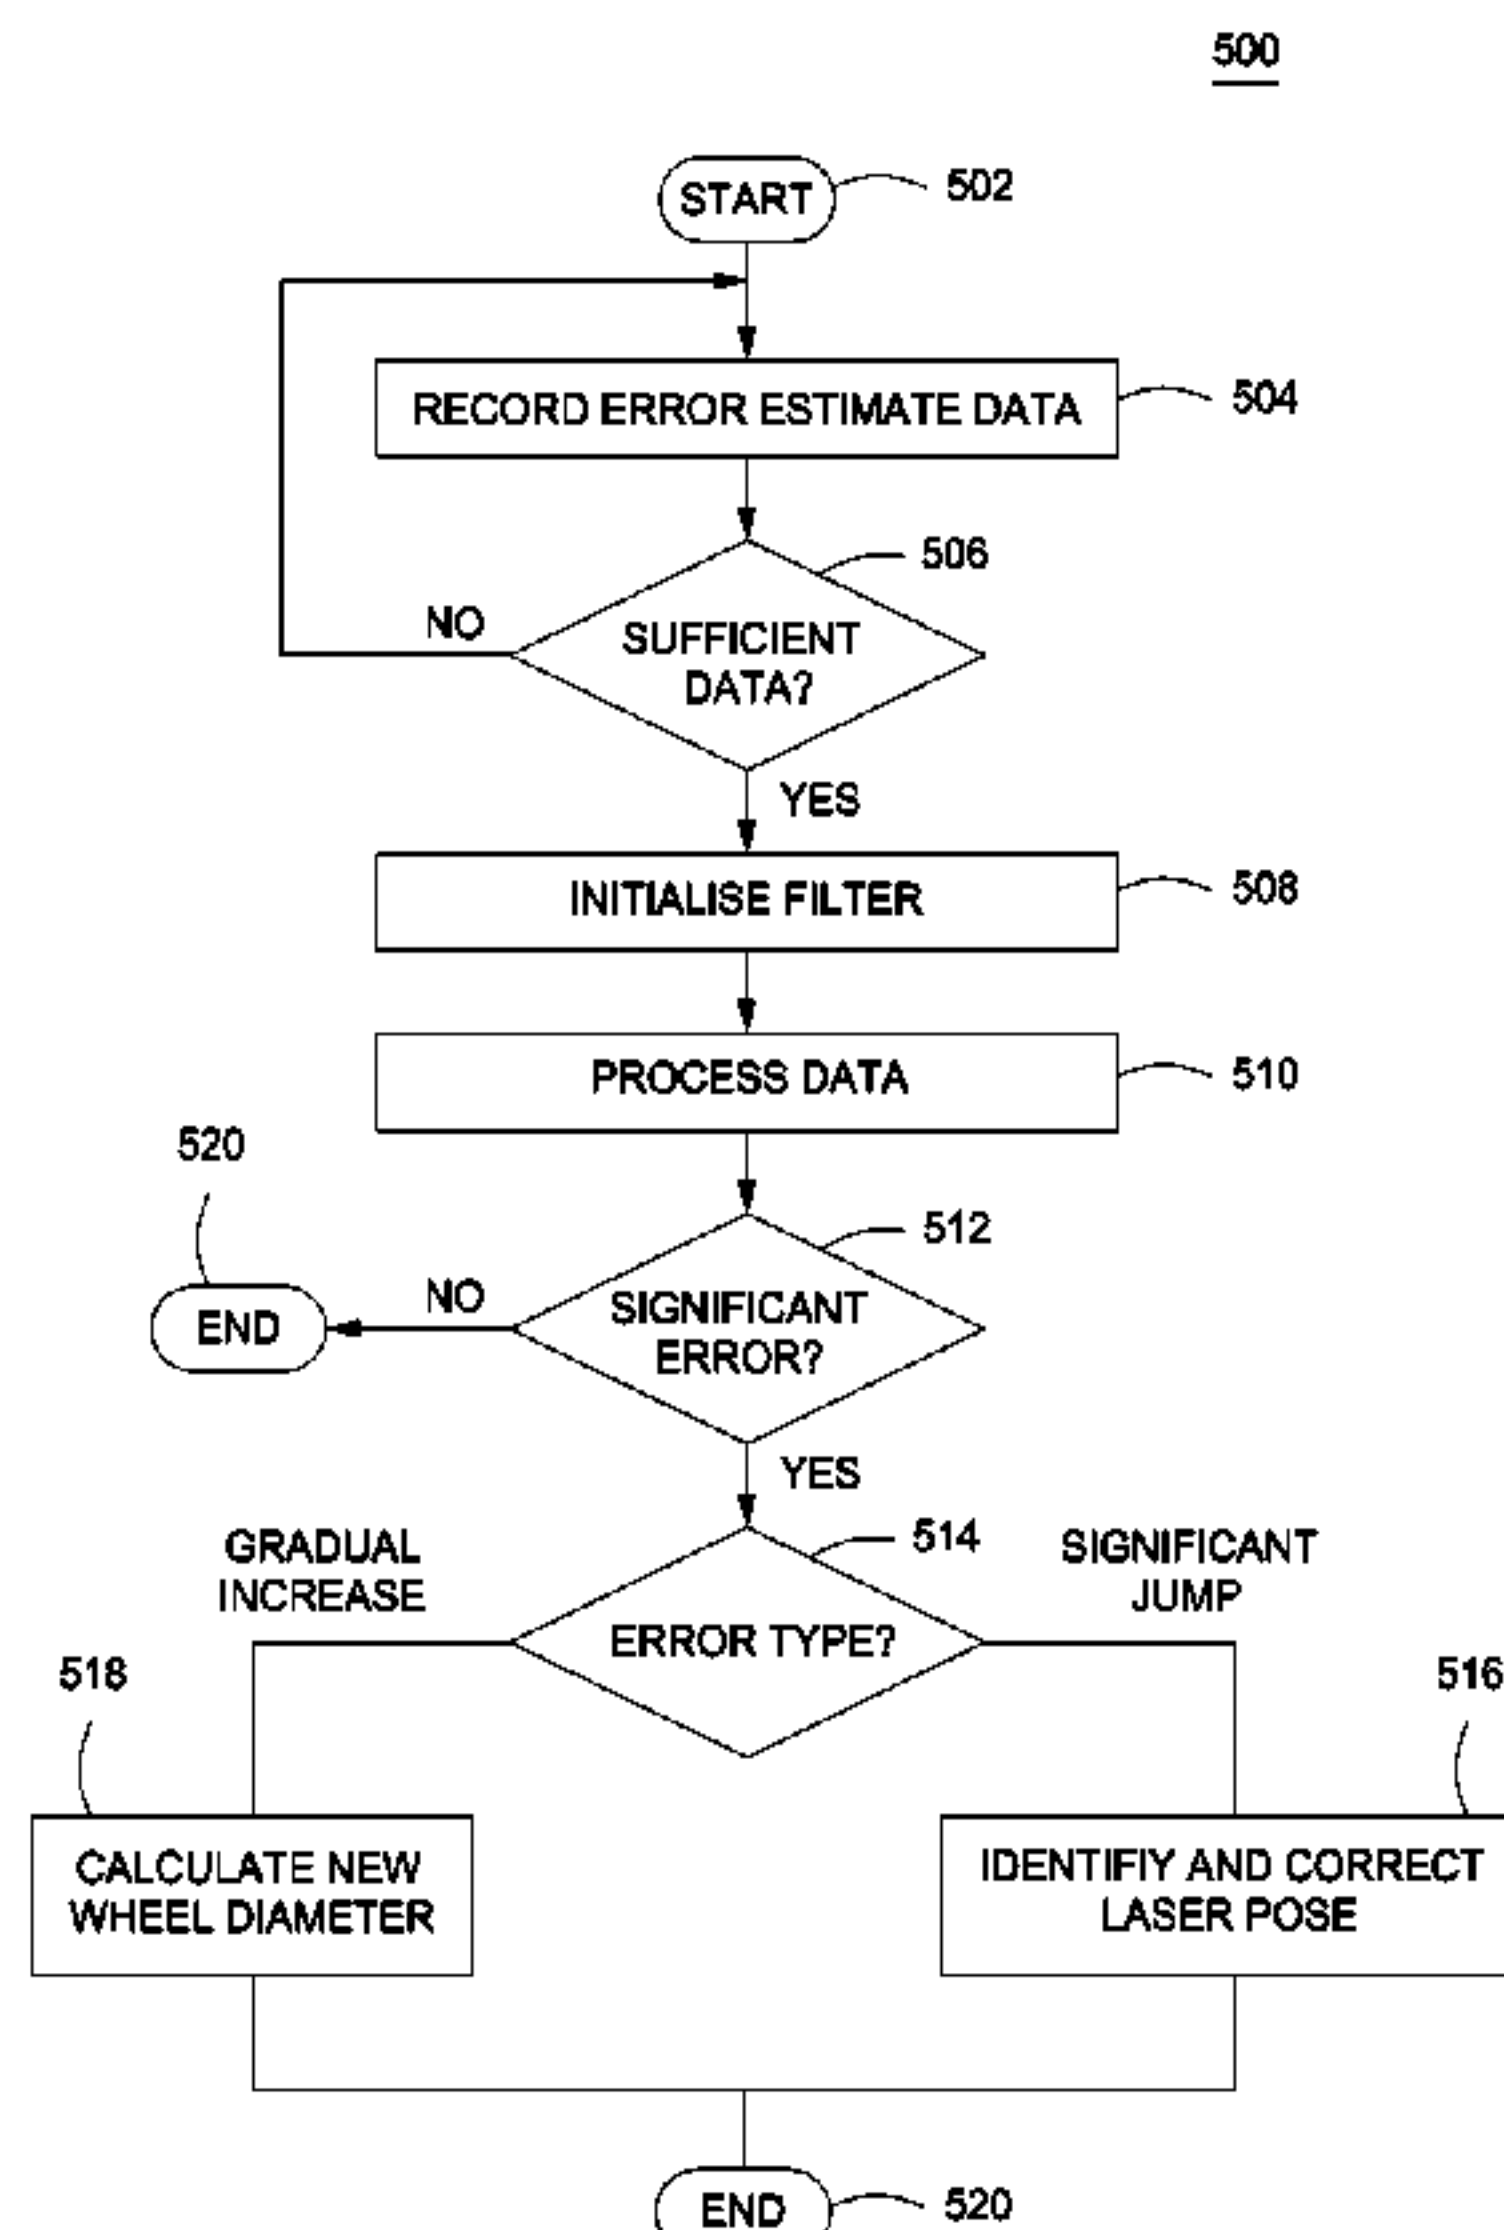 500
START
502
RECORD ERROR ESTIMATE DATA
504
506
SUFFICIENT
DATA?
NO
YES
INITIALISE FILTER
508
PROCESS DATA
510
520
512
END
NO
SIGNIFICANT
ERROR?
YES
514
GRADUAL
INCREASE
SIGNIFICANT
JUMP
ERROR TYPE?
518
516
CALCULATE NEW
WHEEL DIAMETER
IDENTIFIY AND CORRECT
LASER POSE
END
520